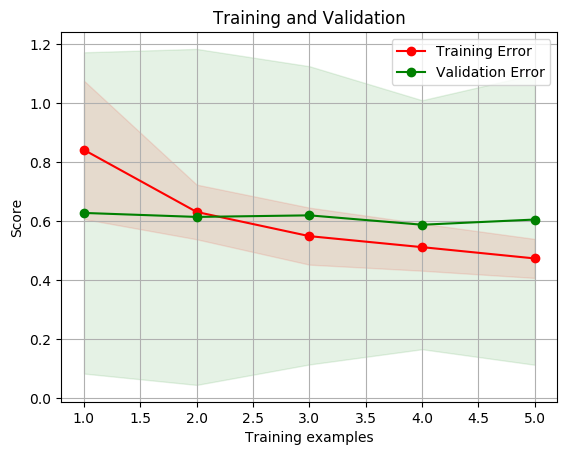 Training and Validation
Training Error
Validation Error
Score
1.2
1.0
0.8
0.6
0.4
0.2
0.0
1.0 1.5 2.0 2.5 3.0 3.5 4.0 4.5 5.0
Training examples